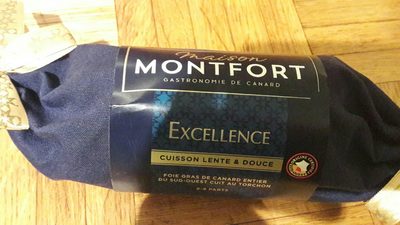 Maison
MONTFORT
GASTRONOMIE DE CANARD
EXCELLENCE
CUISSON LENTE & DOUCE
FOIE GRAS DE CANARD ENTIER
DU SUD-OUEST CUIT AU TORCHON